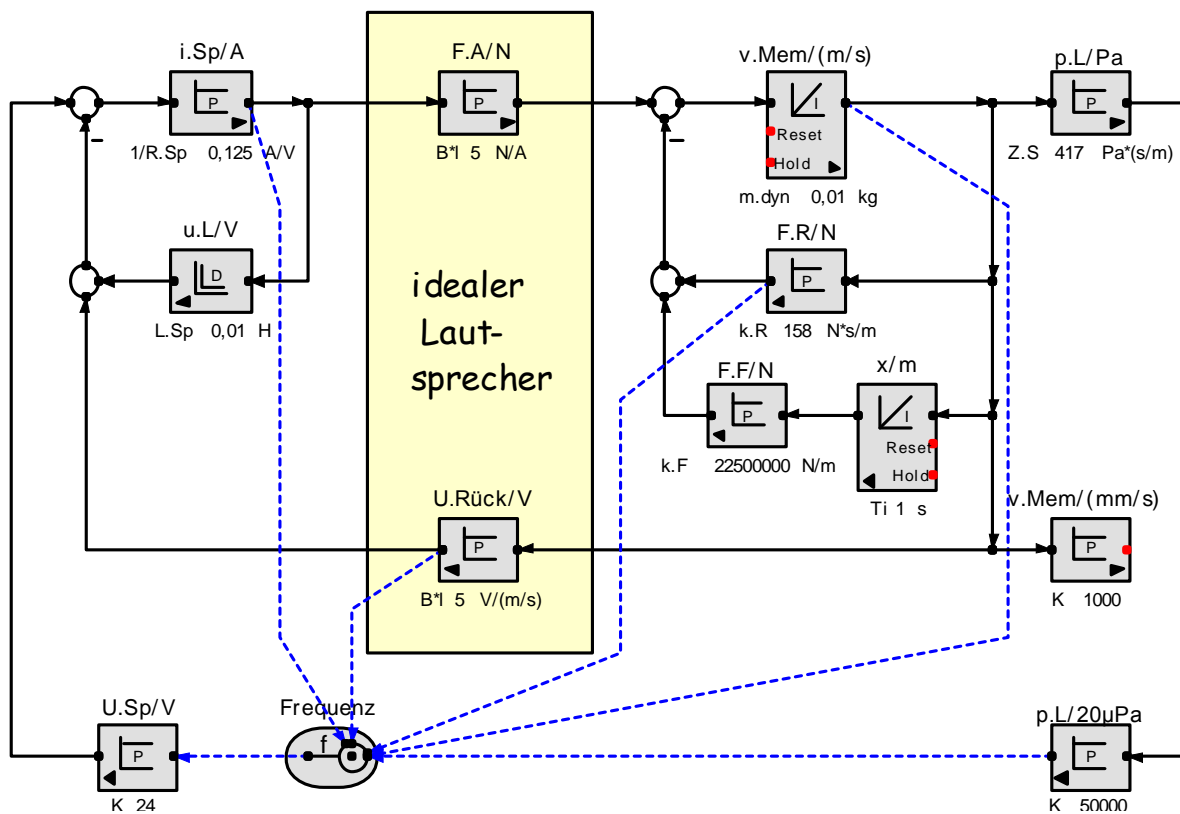 i.Sp/A
P
1/R.Sp 0,125 A/V
F.A/N
P
B*l 5 N/A
v.Mem/(m/s)
I
Reset
Hold
m.dyn 0,01 kg
p.L/Pa
P
Z.S 417 Pa*(s/m)
u.L/V
D
L.Sp 0,01 H
idealer
Laut-
sprecher
F.R/N
P
k.R 158 N*s/m
F.F/N
P
k.F 22500000 N/m
x/m
I
Reset
Hold
Ti 1 s
U.Rück/V
P
B*l 5 V/(m/s)
v.Mem/(mm/s)
P
K 1000
U.Sp/V
P
K 24
Frequenz
f
p.L/20µPa
P
K 50000